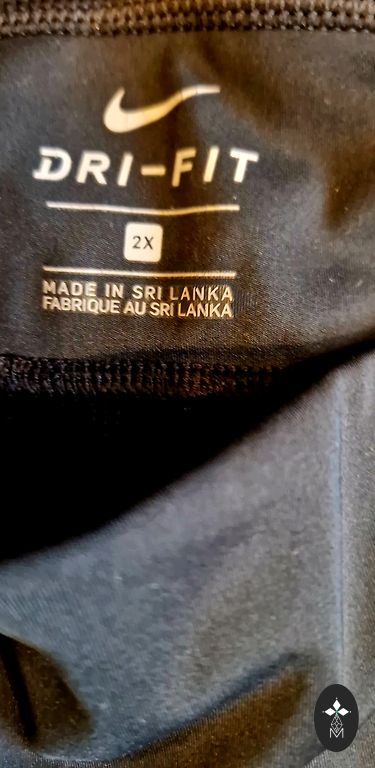 DRI-FIT
2X
MADE IN SRI LANKA
FABRIQUE AU SRI LANKA
M